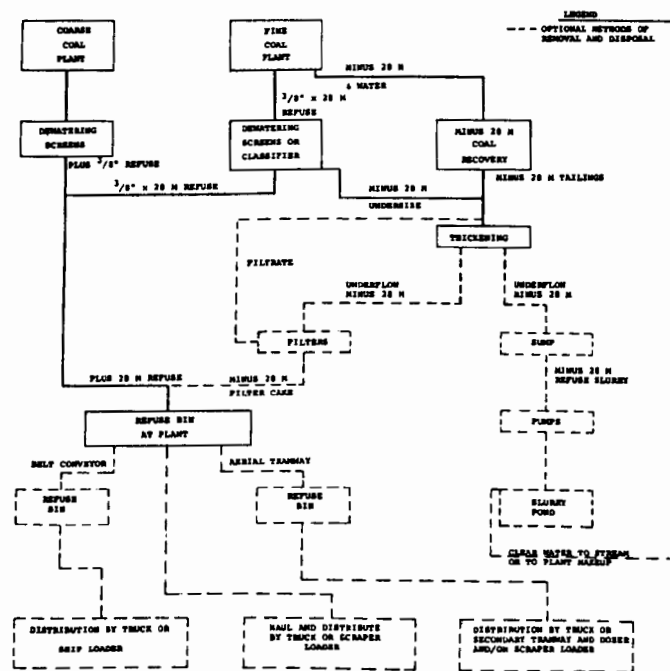 LEGEND
OPTIONAL METHODS OF
REMOVAL AND DISPOSAL
COARSE
COAL
PLANT
FINE
COAL
PLANT
MINUS 28 M
& WATER
3/8" x 28 M
REFUSE
DEWATERING
SCREENS
DEWATERING
SCREENS OR
CLASSIFIER
MINUS 28 M
COAL
RECOVERY
PLUS 3/8" REFUSE
3/8" x 28 M REFUSE
MINUS 28 M
UNDERSIZE
MINUS 28 M TAILINGS
THICKENING
FILTRATE
UNDERFLOW
MINUS 28 M
UNDERFLOW
MINUS 28 M
FILTERS
SUMP
MINUS 28 M
REFUSE SLURRY
PLUS 28 M REFUSE
MINUS 28 M
FILTER CAKE
REFUSE BIN
AT PLANT
PUMPS
BELT CONVEYOR
AERIAL TRAMWAY
REFUSE
BIN
REFUSE
BIN
SLURRY
POND
CLEAR WATER TO STREAM
OR TO PLANT MAKEUP
DISTRIBUTION BY TRUCK OR
SHIP LOADER
HAUL AND DISTRIBUTE
BY TRUCK OR SCRAPER
LOADER
DISTRIBUTION BY TRUCK OR
SECONDARY TRAMWAY AND DOZER
AND/OR SCRAPER LOADER